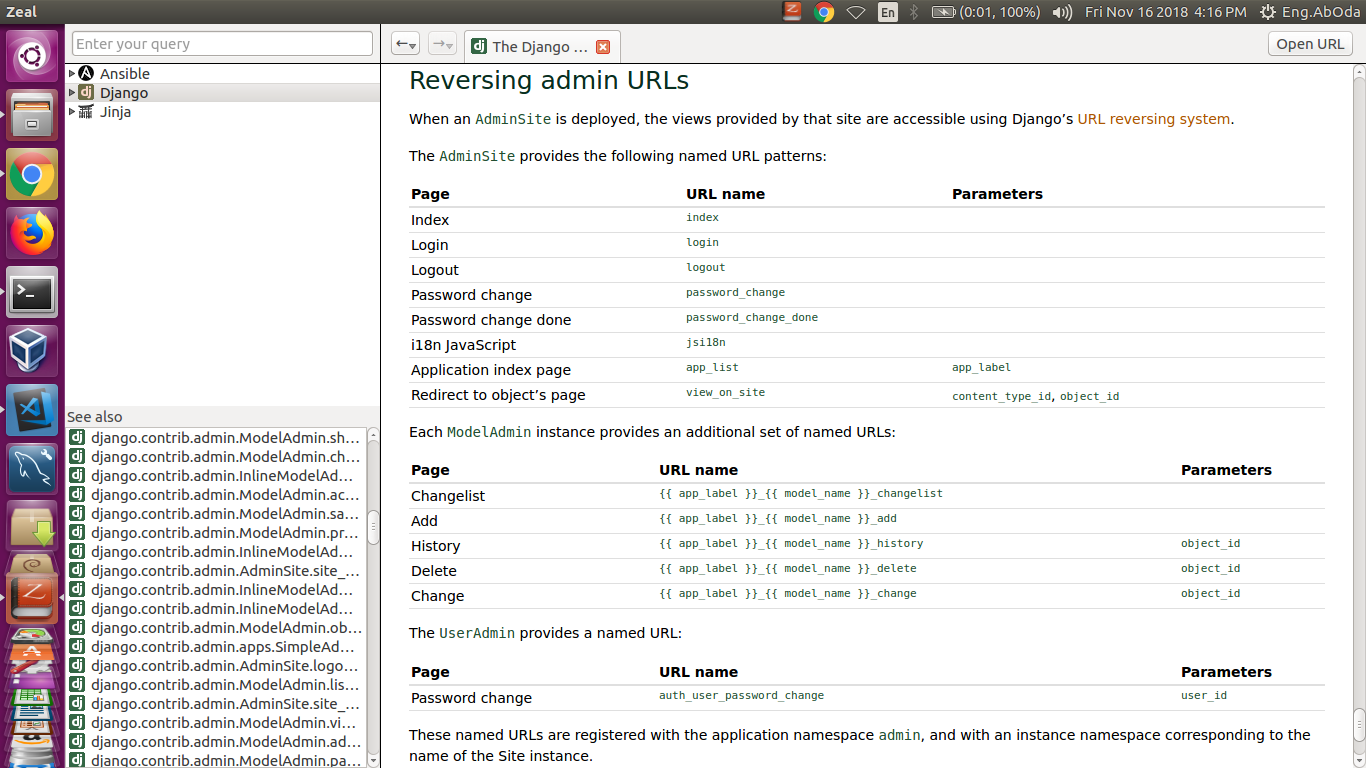 Zeal
En
(0:01, 100%)
Fri Nov 16 2018 4:16 PM
Eng.AbOda
Enter your query
The Django ...
Open URL
Ansible
Django
Jinja
See also
django.contrib.admin.ModelAdmin.sh...
django.contrib.admin.ModelAdmin.ch...
django.contrib.admin.InlineModelAd...
django.contrib.admin.ModelAdmin.ac...
django.contrib.admin.ModelAdmin.sa...
django.contrib.admin.ModelAdmin.pr...
django.contrib.admin.InlineModelAd...
django.contrib.admin.AdminSite.site_...
django.contrib.admin.InlineModelAd...
django.contrib.admin.InlineModelAd...
django.contrib.admin.ModelAdmin.ob...
django.contrib.admin.apps.SimpleAd...
django.contrib.admin.AdminSite.logo...
django.contrib.admin.ModelAdmin.lis...
django.contrib.admin.AdminSite.site_...
django.contrib.admin.ModelAdmin.vi...
django.contrib.admin.ModelAdmin.ad...
django.contrib.admin.ModelAdmin.pa...
Reversing admin URLs
When an AdminSite is deployed, the views provided by that site are accessible using Django’s URL reversing system.
The AdminSite provides the following named URL patterns:
Page URL name Parameters
Index index
Login login
Logout logout
Password change password_change
Password change done password_change_done
i18n JavaScript jsi18n
Application index page app_list app_label
Redirect to object’s page view_on_site content_type_id, object_id
Each ModelAdmin instance provides an additional set of named URLs:
Page URL name Parameters
Changelist {{ app_label }}_{{ model_name }}_changelist
Add {{ app_label }}_{{ model_name }}_add
History {{ app_label }}_{{ model_name }}_history object_id
Delete {{ app_label }}_{{ model_name }}_delete object_id
Change {{ app_label }}_{{ model_name }}_change object_id
The UserAdmin provides a named URL:
Page URL name Parameters
Password change auth_user_password_change user_id
These named URLs are registered with the application namespace admin, and with an instance namespace corresponding to the
name of the Site instance.